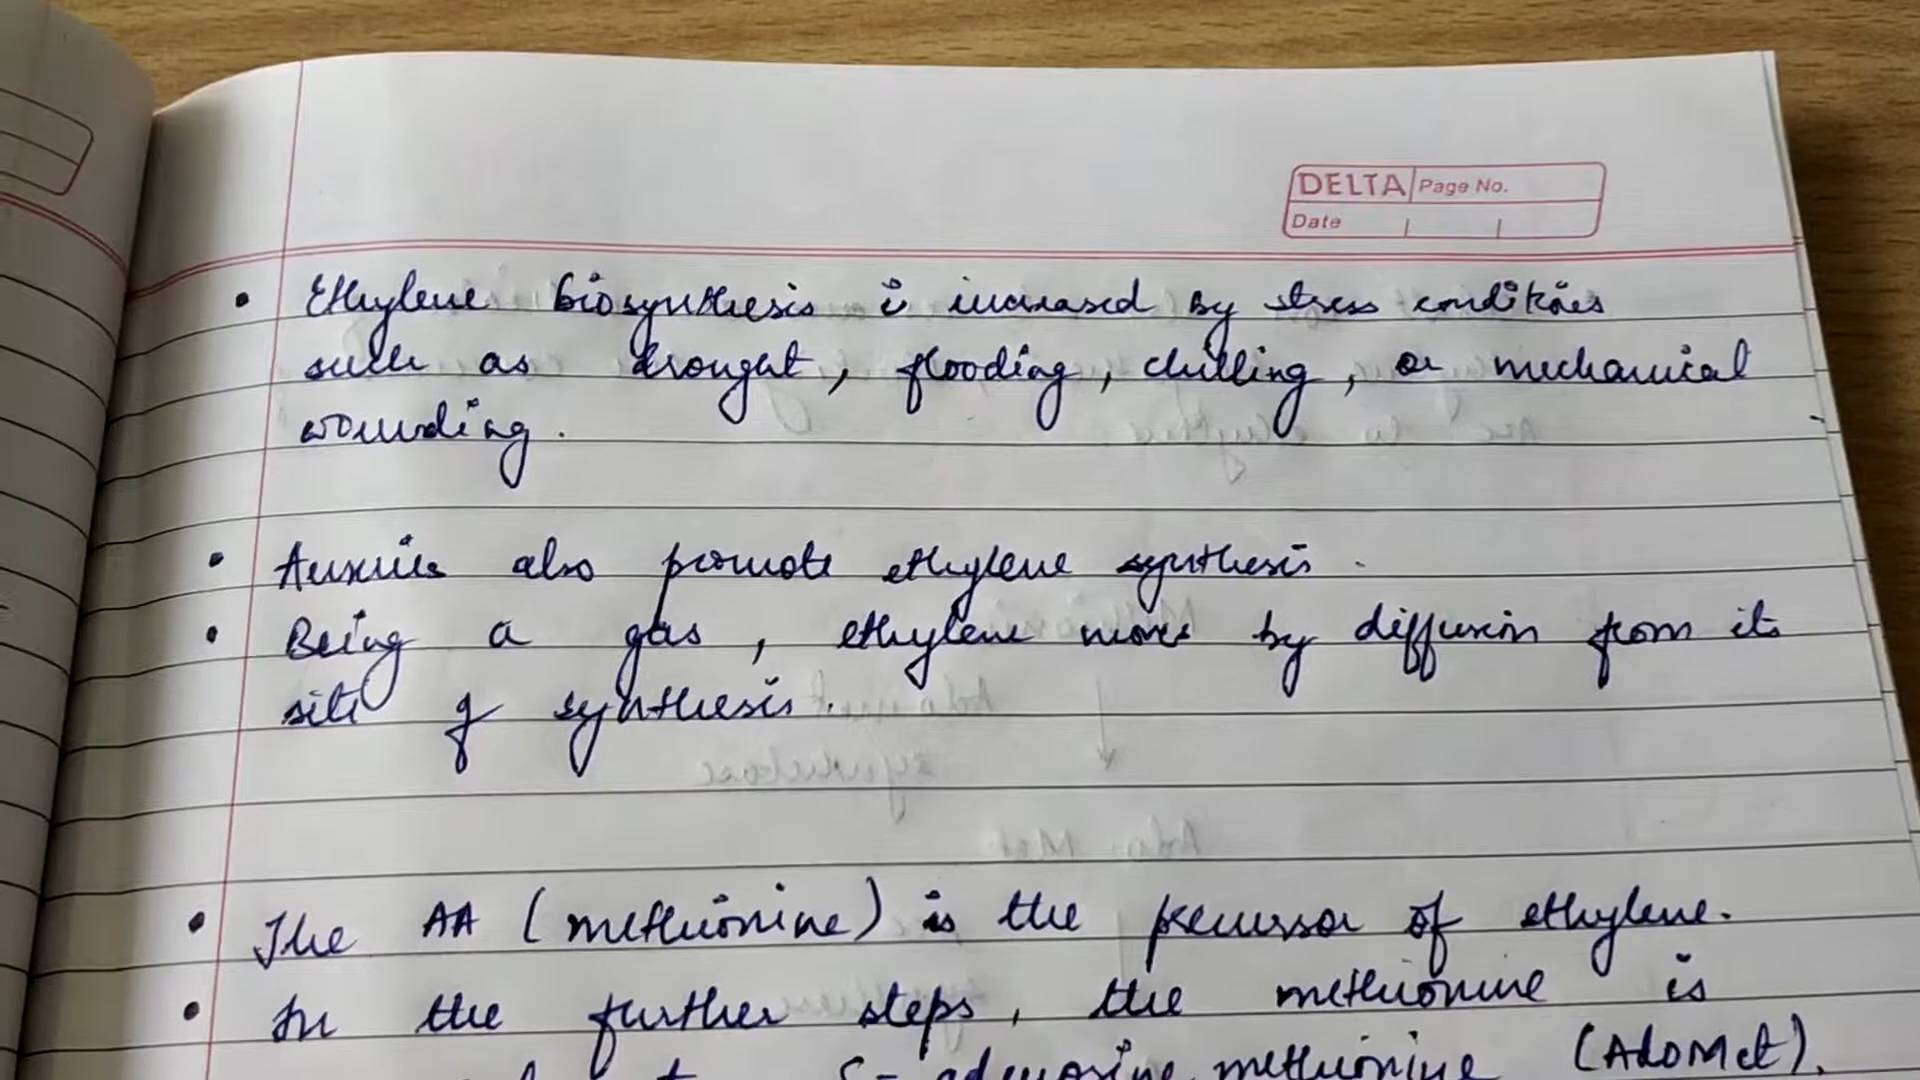 DELTA Page No.
Date
• Ethylene biosynthesis is increased by stress conditions
such as drought, flooding, chilling, or mechanical
wounding.
• Auxins also promote ethylene synthesis.
• Being a gas, ethylene moves by diffusion from its
site of synthesis.
• The AA (methionine) is the precursor of ethylene.
• In the further steps, the methionine is
S-adenosine methionine (AdoMet).